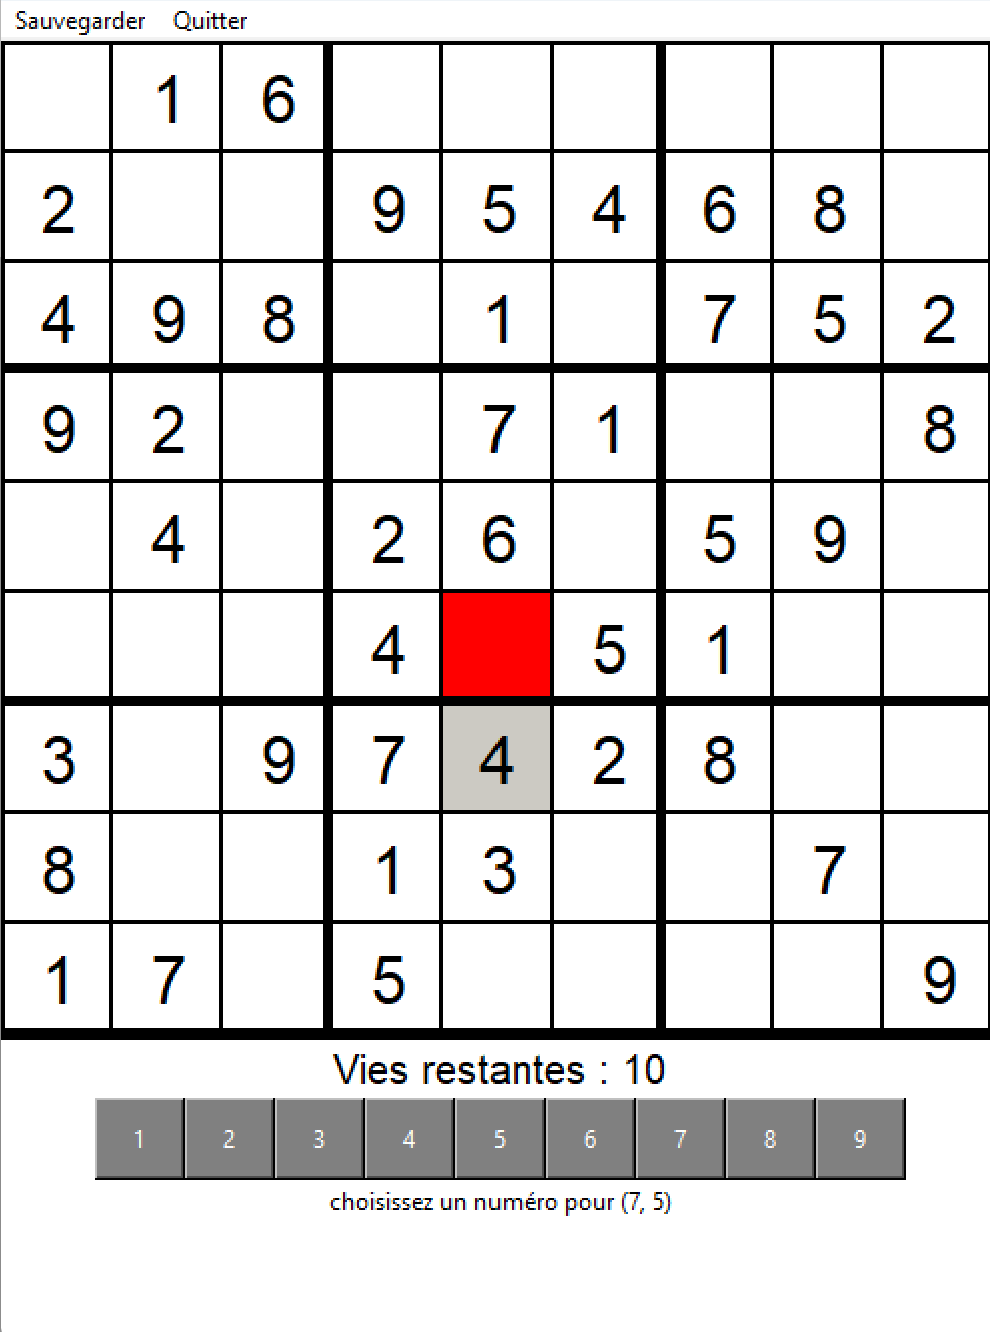 Sauvegarder Quitter
1 6
2 9 5 4 6 8
4 9 8 1 7 5 2
9 2 7 1 8
4 2 6 5 9
4 5 1
3 9 7 4 2 8
8 1 3 7
1 7 5 9
Vies restantes : 10
1 2 3 4 5 6 7 8 9
choisissez un numéro pour (7, 5)